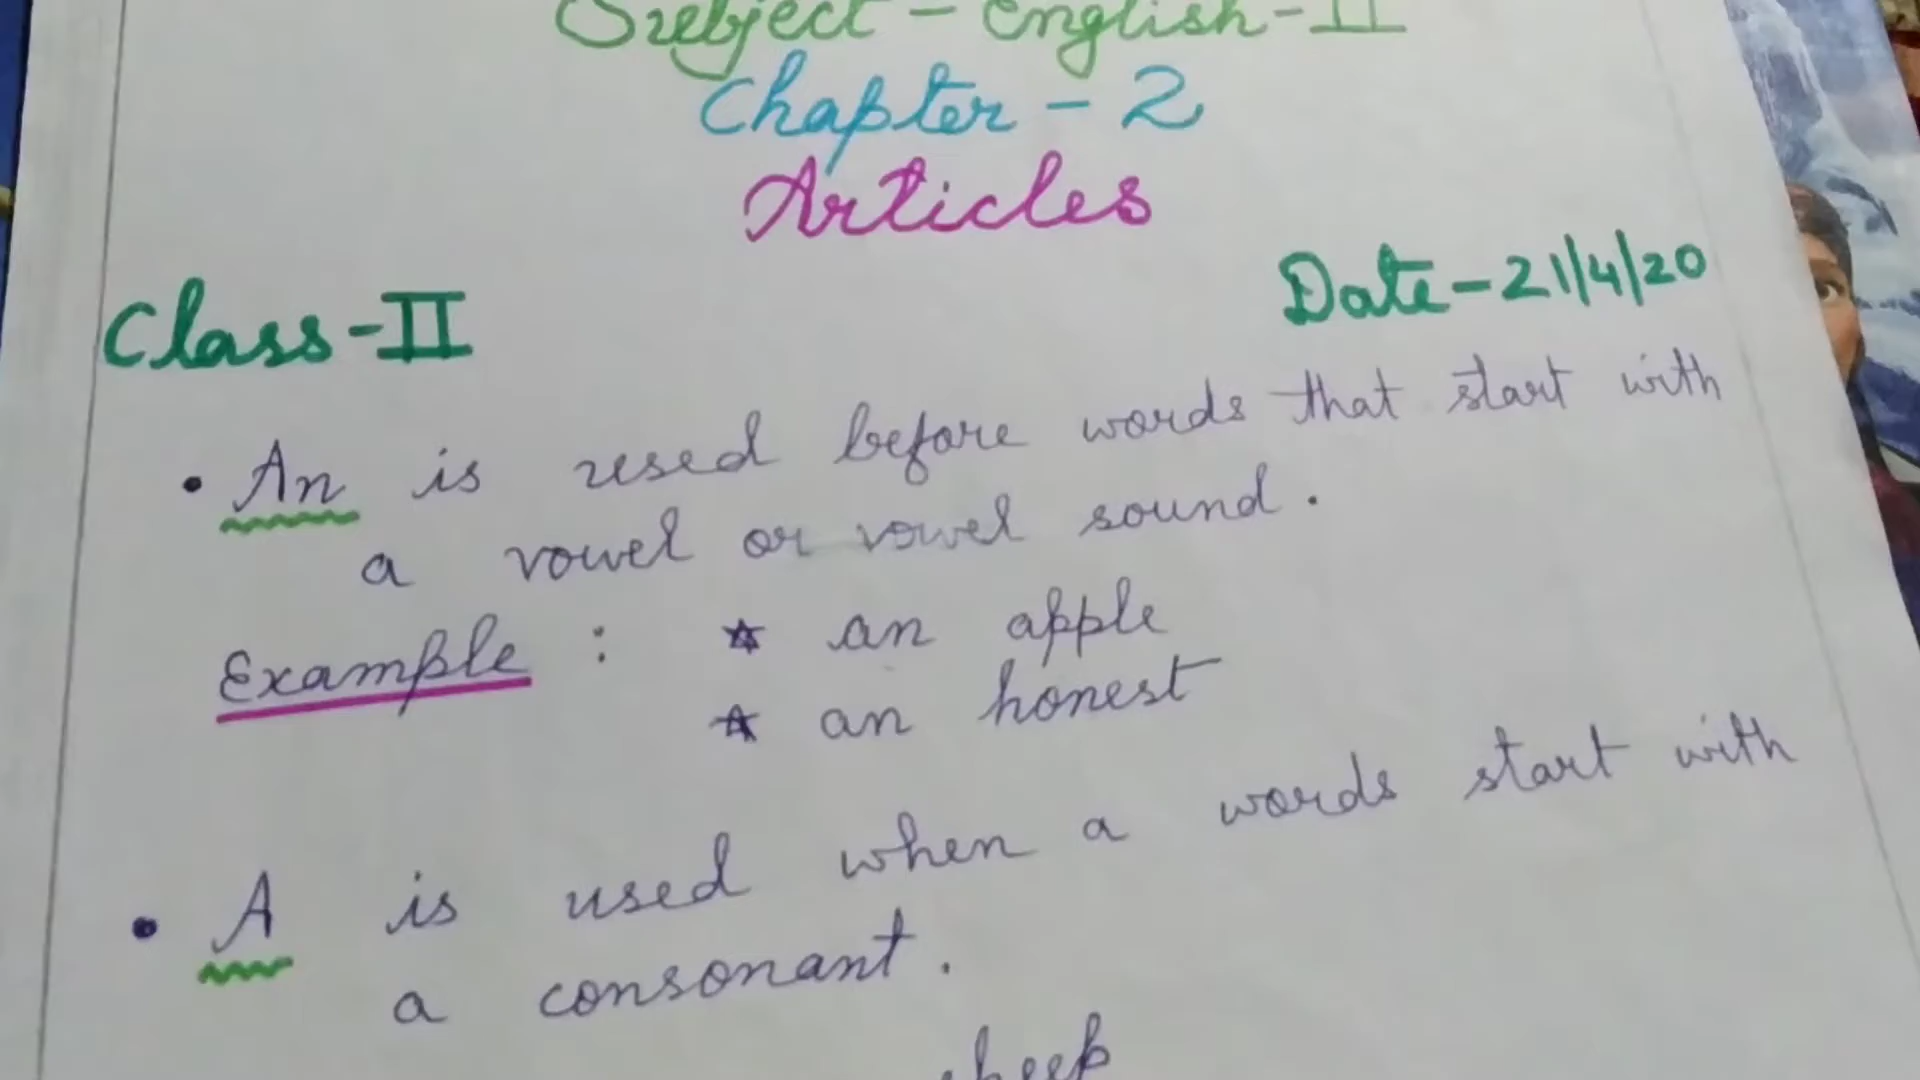 Subject - English-II
Chapter - 2
Articles
Class-II
Date-21/4/20
• An is used before words that start with
a vowel or vowel sound.
Example : ☆ an apple
☆ an honest
• A is used when a words start with
a consonant.